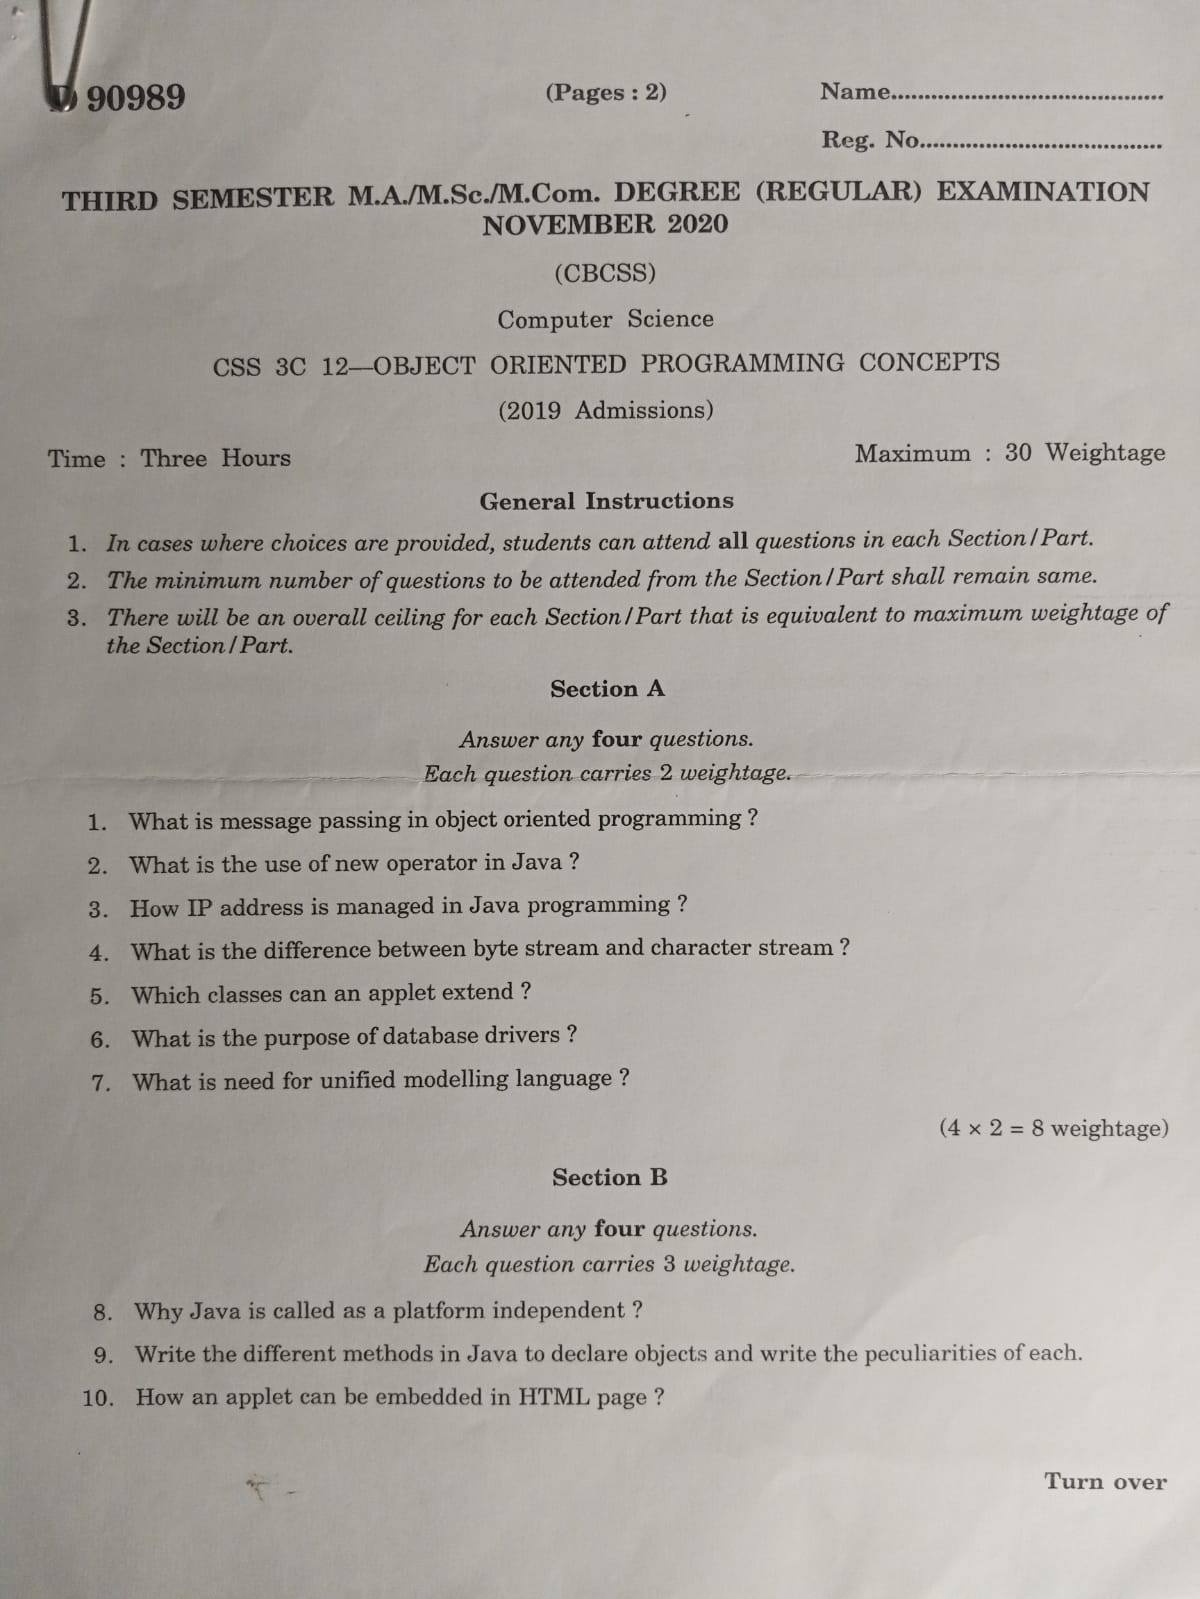 D 90989
(Pages : 2)
Name........................................
Reg. No....................................
THIRD SEMESTER M.A./M.Sc./M.Com. DEGREE (REGULAR) EXAMINATION
NOVEMBER 2020
(CBCSS)
Computer Science
CSS 3C 12—OBJECT ORIENTED PROGRAMMING CONCEPTS
(2019 Admissions)
Time : Three Hours
Maximum : 30 Weightage
General Instructions
1. In cases where choices are provided, students can attend all questions in each Section/Part.
2. The minimum number of questions to be attended from the Section/Part shall remain same.
3. There will be an overall ceiling for each Section/Part that is equivalent to maximum weightage of
the Section/Part.
Section A
Answer any four questions.
Each question carries 2 weightage.
1. What is message passing in object oriented programming ?
2. What is the use of new operator in Java ?
3. How IP address is managed in Java programming ?
4. What is the difference between byte stream and character stream ?
5. Which classes can an applet extend ?
6. What is the purpose of database drivers ?
7. What is need for unified modelling language ?
(4 × 2 = 8 weightage)
Section B
Answer any four questions.
Each question carries 3 weightage.
8. Why Java is called as a platform independent ?
9. Write the different methods in Java to declare objects and write the peculiarities of each.
10. How an applet can be embedded in HTML page ?
Turn over